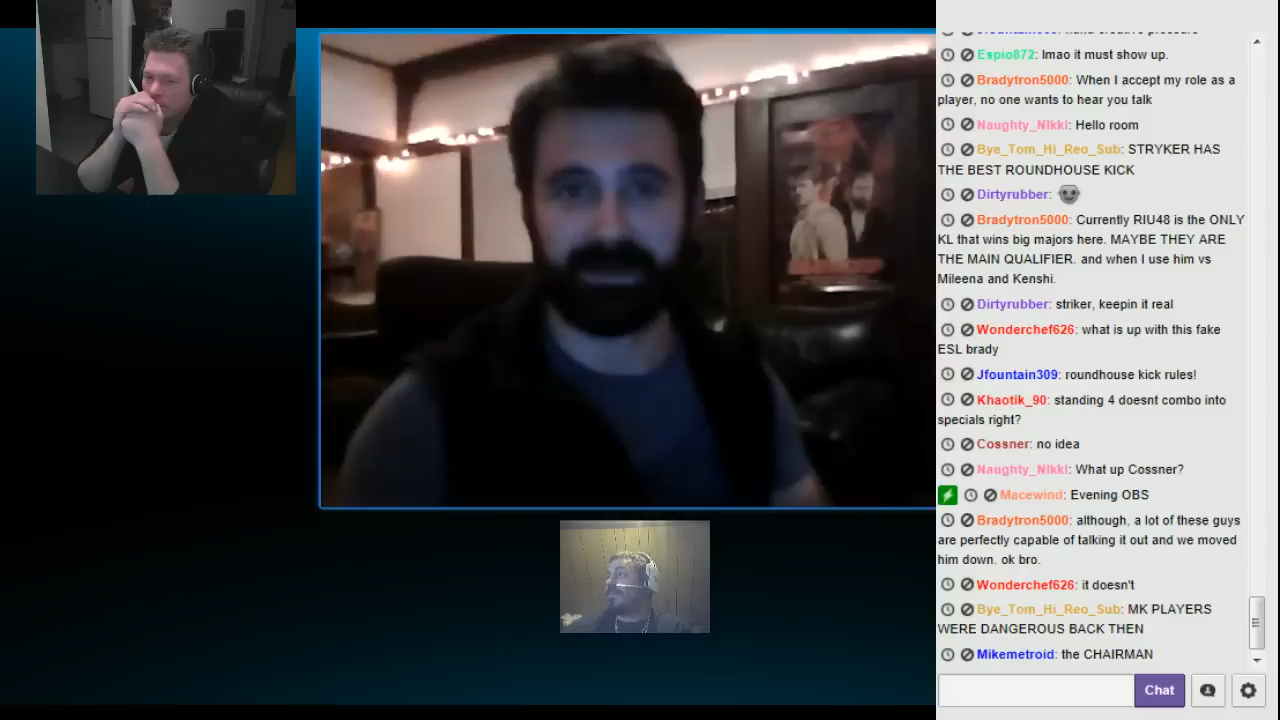 Espio872: lmao it must show up.
Bradytron5000: When I accept my role as a
player, no one wants to hear you talk
Naughty_NIkkI: Hello room
Bye_Tom_Hi_Reo_Sub: STRYKER HAS
THE BEST ROUNDHOUSE KICK
Dirtyrubber:
Bradytron5000: Currently RIU48 is the ONLY
KL that wins big majors here. MAYBE THEY ARE
THE MAIN QUALIFIER. and when I use him vs
Mileena and Kenshi.
Dirtyrubber: striker, keepin it real
Wonderchef626: what is up with this fake
ESL brady
Jfountain309: roundhouse kick rules!
Khaotik_90: standing 4 doesnt combo into
specials right?
Cossner: no idea
Naughty_NIkkI: What up Cossner?
Macewind: Evening OBS
Bradytron5000: although, a lot of these guys
are perfectly capable of talking it out and we moved
him down. ok bro.
Wonderchef626: it doesn't
Bye_Tom_Hi_Reo_Sub: MK PLAYERS
WERE DANGEROUS BACK THEN
Mikemetroid: the CHAIRMAN
Chat